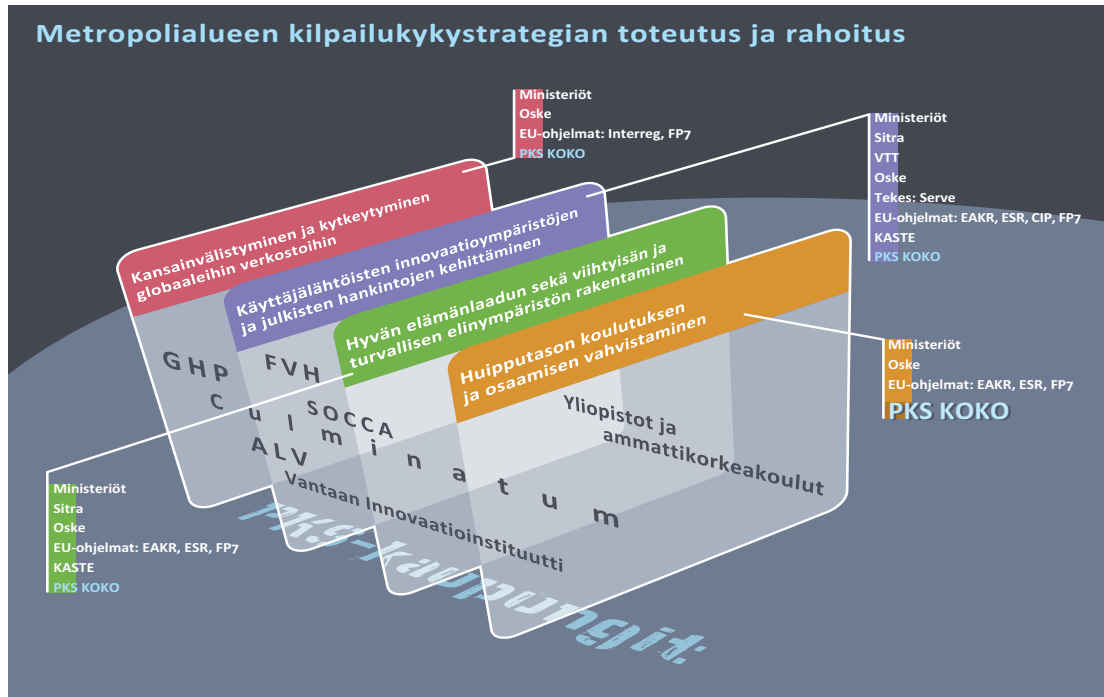 Metropolialueen kilpailukykystrategian toteutus ja rahoitus
Ministeriöt
Oske
EU-ohjelmat: Interreg, FP7
PKS KOKO
Ministeriöt
Sitra
VTT
Oske
Tekes: Serve
EU-ohjelmat: EAKR, ESR, CIP, FP7
KASTE
PKS KOKO
Kansainvälistyminen ja kytkeytyminen
globaaleihin verkostoihin
Käyttäjälähtöisten innovaatioympäristöjen
ja julkisten hankintojen kehittäminen
Hyvän elämänlaadun sekä viihtyisän ja
turvallisen elinympäristön rakentaminen
Huipputason koulutuksen
ja osaamisen vahvistaminen
Ministeriöt
Oske
EU-ohjelmat: EAKR, ESR, FP7
PKS KOKO
GHP
FVH
SOCCA
Culminatum
ALV
Vantaan Innovaatioinstituutti
Yliopistot ja
ammattikorkeakoulut
Ministeriöt
Sitra
Oske
EU-ohjelmat: EAKR, ESR, FP7
KASTE
PKS KOKO
PKS-kaupungit